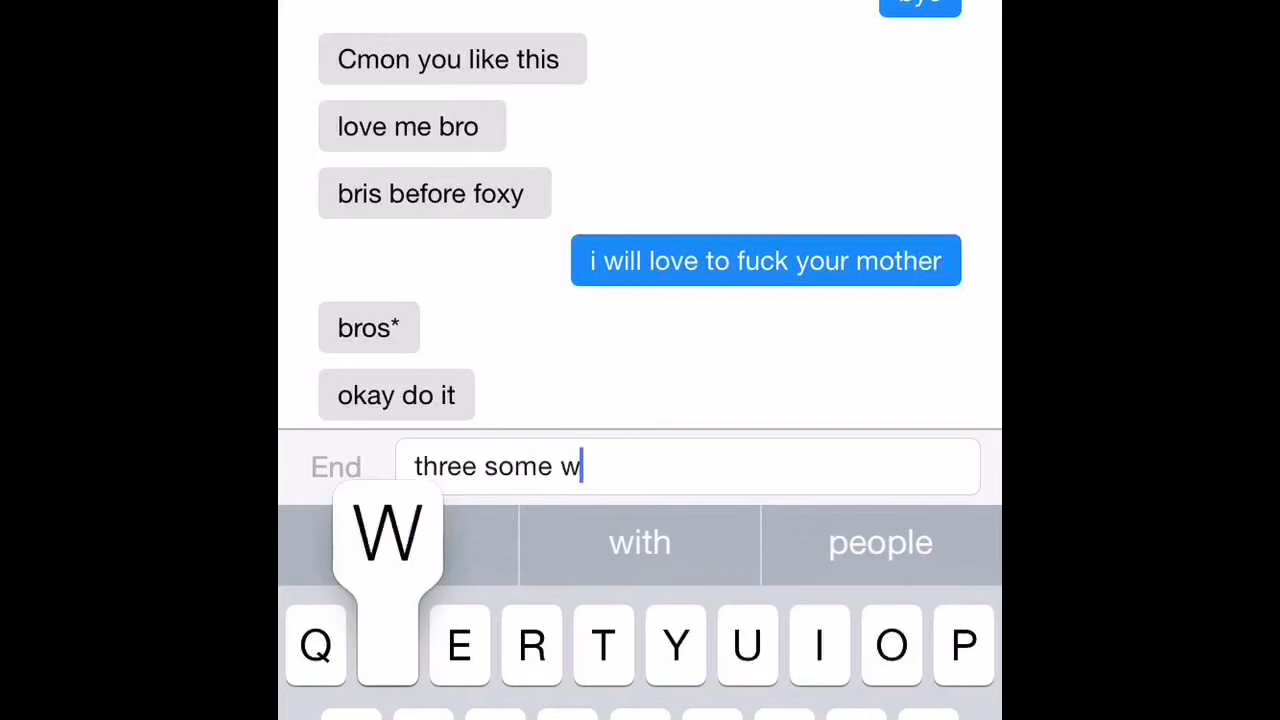 bye
Cmon you like this
love me bro
bris before foxy
i will love to fuck your mother
bros*
okay do it
End three some w
W with people
Q E R T Y U I O P